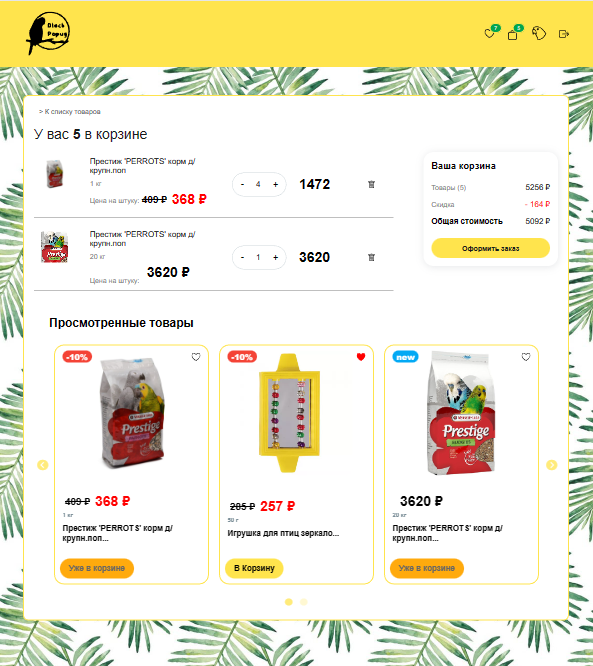 Black
Papug
7
5
> К списку товаров
У вас 5 в корзине
Престиж 'PERROTS' корм д/
крупн.поп
1 кг
Цена на штуку: 409 ₽ 368 ₽
- 4 +
1472
Престиж 'PERROTS' корм д/
крупн.поп
20 кг
Цена на штуку: 3620 ₽
- 1 +
3620
Ваша корзина
Товары (5) 5256 ₽
Скидка - 164 ₽
Общая стоимость 5092 ₽
Оформить заказ
Просмотренные товары
-10%
Prestige
409 ₽ 368 ₽
1 кг
Престиж 'PERROTS' корм д/
крупн.поп...
Уже в корзине
-10%
285 ₽ 257 ₽
50 г
Игрушка для птиц зеркало...
В Корзину
new
Prestige
3620 ₽
20 кг
Престиж 'PERROTS' корм д/
крупн.поп...
Уже в корзине